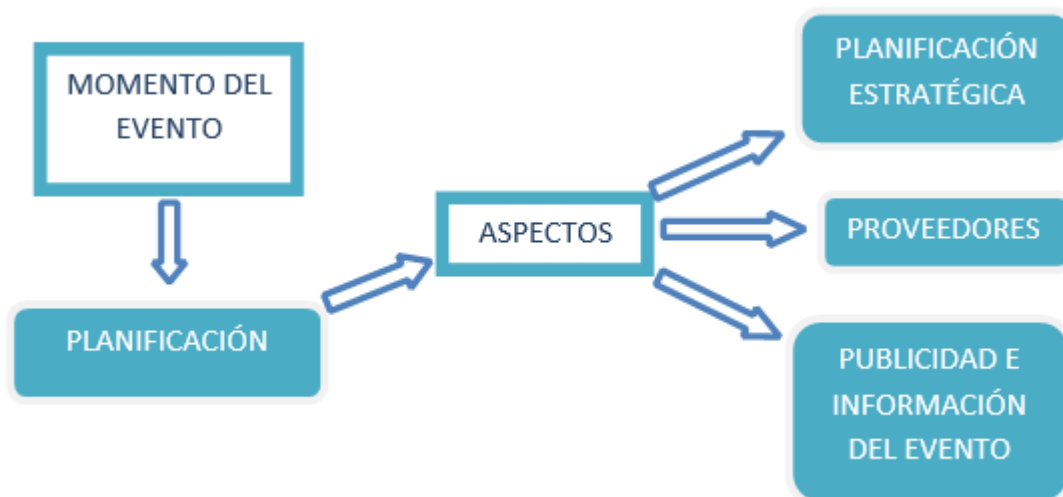 MOMENTO DEL
EVENTO
PLANIFICACIÓN
ASPECTOS
PLANIFICACIÓN
ESTRATÉGICA
PROVEEDORES
PUBLICIDAD E
INFORMACIÓN
DEL EVENTO